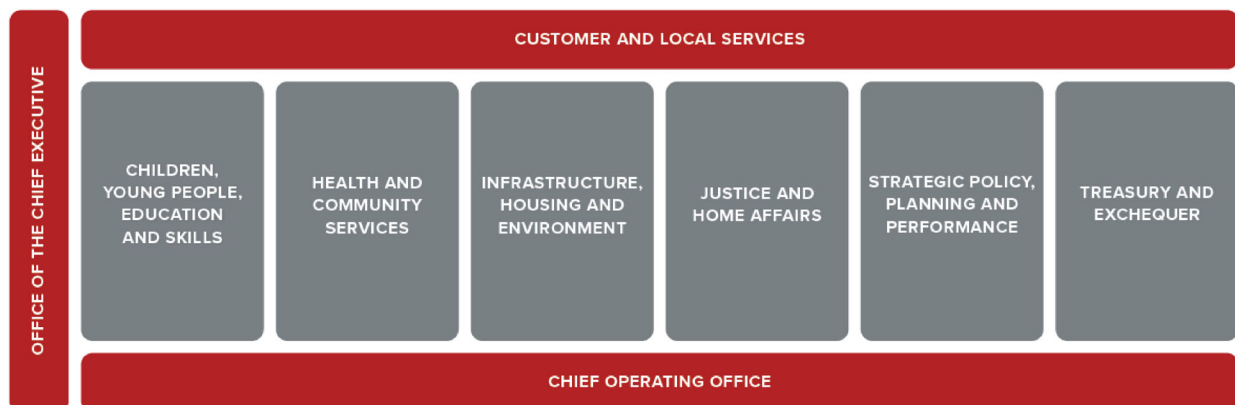 OFFICE OF THE CHIEF EXECUTIVE
CUSTOMER AND LOCAL SERVICES
CHILDREN,
YOUNG PEOPLE,
EDUCATION
AND SKILLS
HEALTH AND
COMMUNITY
SERVICES
INFRASTRUCTURE,
HOUSING AND
ENVIRONMENT
JUSTICE AND
HOME AFFAIRS
STRATEGIC POLICY,
PLANNING AND
PERFORMANCE
TREASURY AND
EXCHEQUER
CHIEF OPERATING OFFICE